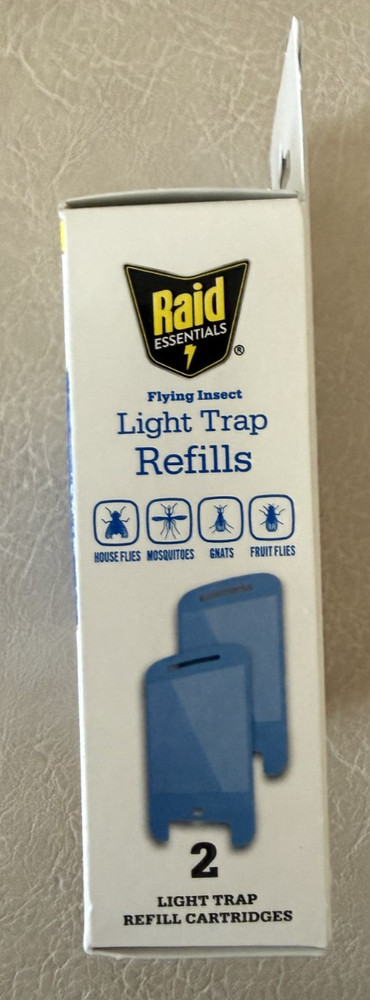 Raid
ESSENTIALS
®
Flying Insect
Light Trap
Refills
HOUSE FLIES MOSQUITOES GNATS FRUIT FLIES
2
LIGHT TRAP
REFILL CARTRIDGES